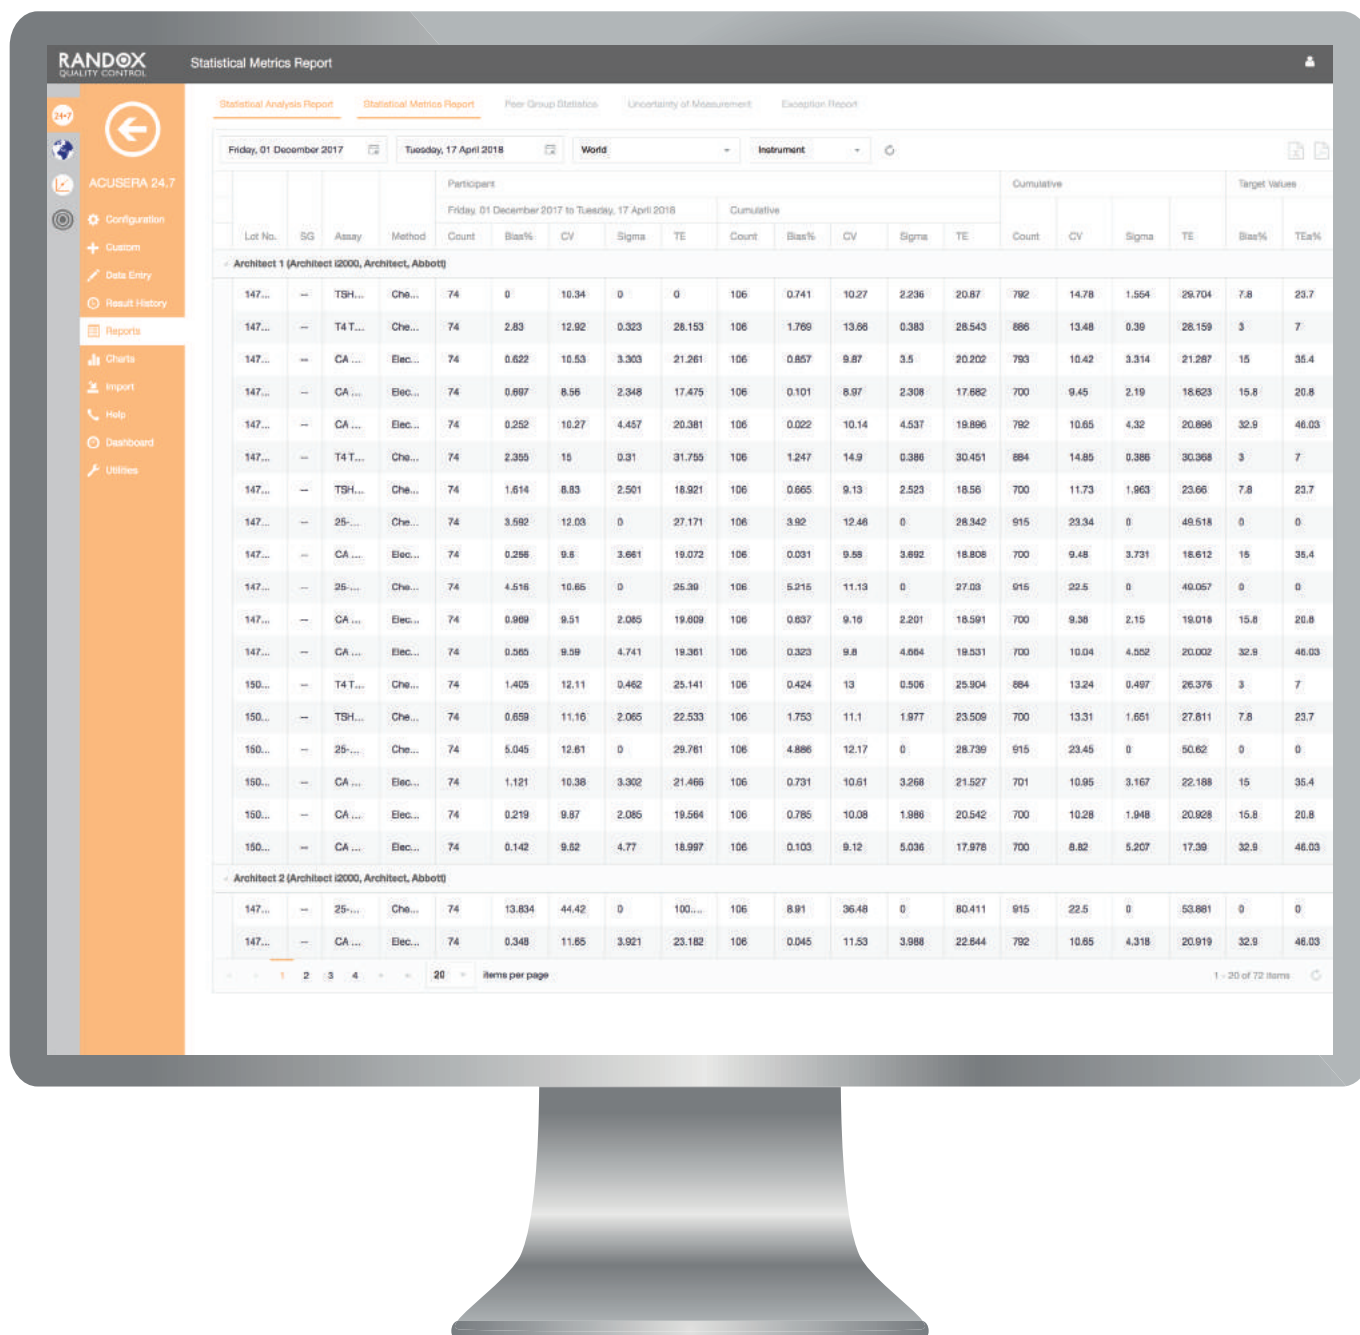 RANDOX
QUALITY CONTROL
Statistical Metrics Report
Statistical Analysis Report Statistical Metrics Report Peer Group Statistics Uncertainty of Measurement Exception Report
24•7
ACUSERA 24.7
Configuration
Custom
Data Entry
Result History
Reports
Charts
Import
Help
Dashboard
Utilities
Friday, 01 December 2017 Tuesday, 17 April 2018 World Instrument
Participant Cumulative Target Values
Friday, 01 December 2017 to Tuesday, 17 April 2018 Cumulative
Lot No. SG Assay Method Count Bias% CV Sigma TE Count Bias% CV Sigma TE Count CV Sigma TE Bias% TEa%
Architect 1 (Architect i2000, Architect, Abbott)
147... -- TSH... Che... 74 0 10.34 0 0 106 0.741 10.27 2.236 20.87 792 14.78 1.554 29.704 7.8 23.7
147... -- T4 T... Che... 74 2.83 12.92 0.323 28.153 106 1.769 13.66 0.383 28.543 886 13.48 0.39 28.159 3 7
147... -- CA ... Elec... 74 0.622 10.53 3.303 21.261 106 0.857 9.87 3.5 20.202 793 10.42 3.314 21.287 15 35.4
147... -- CA ... Elec... 74 0.697 8.56 2.348 17.475 106 0.101 8.97 2.308 17.682 700 9.45 2.19 18.623 15.8 20.8
147... -- CA ... Elec... 74 0.252 10.27 4.457 20.381 106 0.022 10.14 4.537 19.896 792 10.65 4.32 20.896 32.9 46.03
147... -- T4 T... Che... 74 2.355 15 0.31 31.755 106 1.247 14.9 0.386 30.451 884 14.85 0.386 30.368 3 7
147... -- TSH... Che... 74 1.614 8.83 2.501 18.921 106 0.665 9.13 2.523 18.56 700 11.73 1.963 23.66 7.8 23.7
147... -- 25-... Che... 74 3.592 12.03 0 27.171 106 3.92 12.46 0 28.342 915 23.34 0 49.518 0 0
147... -- CA ... Elec... 74 0.256 9.6 3.661 19.072 106 0.031 9.58 3.692 18.808 700 9.48 3.731 18.612 15 35.4
147... -- 25-... Che... 74 4.516 10.65 0 25.39 106 5.215 11.13 0 27.03 915 22.5 0 49.057 0 0
147... -- CA ... Elec... 74 0.969 9.51 2.085 19.609 106 0.637 9.16 2.201 18.591 700 9.36 2.15 19.018 15.8 20.8
147... -- CA ... Elec... 74 0.565 9.59 4.741 19.361 106 0.323 9.8 4.664 19.531 700 10.04 4.552 20.002 32.9 46.03
150... -- T4 T... Che... 74 1.405 12.11 0.462 25.141 106 0.424 13 0.506 25.904 884 13.24 0.497 26.376 3 7
150... -- TSH... Che... 74 0.659 11.16 2.065 22.533 106 1.753 11.1 1.977 23.509 700 13.31 1.651 27.811 7.8 23.7
150... -- 25-... Che... 74 5.045 12.61 0 29.761 106 4.886 12.17 0 28.739 915 23.45 0 50.62 0 0
150... -- CA ... Elec... 74 1.121 10.38 3.302 21.466 106 0.731 10.61 3.268 21.527 701 10.95 3.167 22.188 15 35.4
150... -- CA ... Elec... 74 0.219 9.87 2.085 19.564 106 0.785 10.08 1.986 20.542 700 10.28 1.948 20.928 15.8 20.8
150... -- CA ... Elec... 74 0.142 9.62 4.77 18.997 106 0.103 9.12 5.036 17.978 700 8.82 5.207 17.39 32.9 46.03
Architect 2 (Architect i2000, Architect, Abbott)
147... -- 25-... Che... 74 13.834 44.42 0 100.... 106 8.91 36.48 0 80.411 915 22.5 0 53.881 0 0
147... -- CA ... Elec... 74 0.348 11.65 3.921 23.182 106 0.045 11.53 3.988 22.644 792 10.65 4.318 20.919 32.9 46.03
1 2 3 4 20 items per page 1 - 20 of 72 items